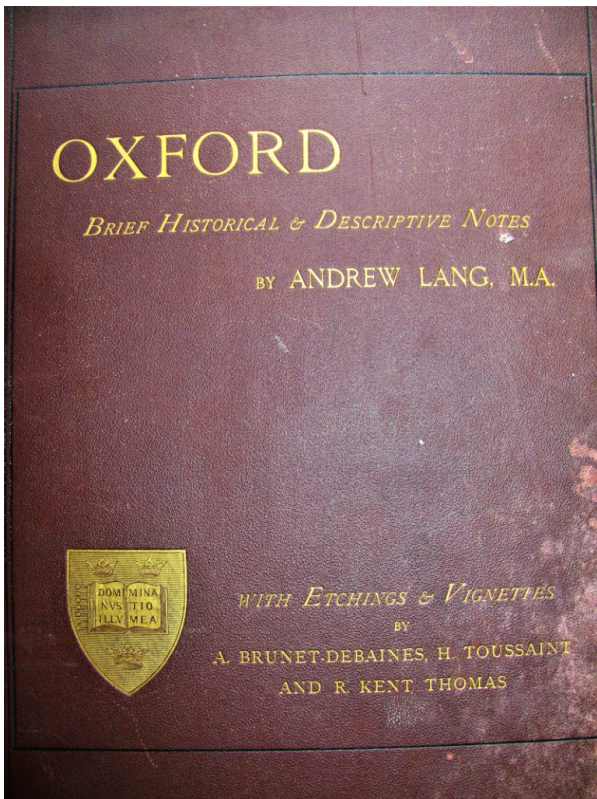 OXFORD
BRIEF HISTORICAL & DESCRIPTIVE NOTES
BY ANDREW LANG, M.A.
DOMI MINA
NVS TIO
ILLV MEA
WITH ETCHINGS & VIGNETTES
BY
A. BRUNET-DEBAINES, H. TOUSSAINT
AND R. KENT THOMAS